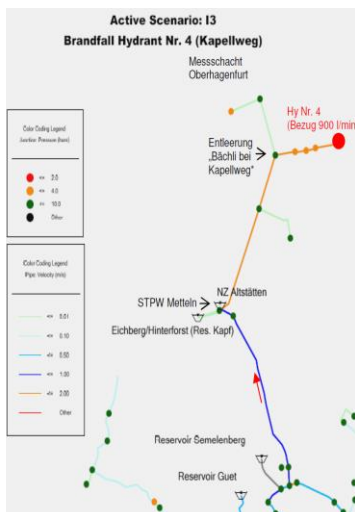 Active Scenario: I3
Brandfall Hydrant Nr. 4 (Kapellweg)
Messschacht
Oberhagenfurt
Hy Nr. 4
(Bezug 900 l/min
Entleerung
„Bächli bei
Kapellweg"
Color Coding Legend
Junction: Pressure (bars)
<= 2.0
<= 4.0
<= 10.0
Other
Color Coding Legend
Pipe: Velocity (m/s)
<= 0.01
<= 0.10
<= 0.50
<= 1.00
<= 2.00
Other
NZ Altstätten
STPW Metteln
Eichberg/Hinterforst (Res. Kapf)
Reservoir Semelenberg
Reservoir Guet